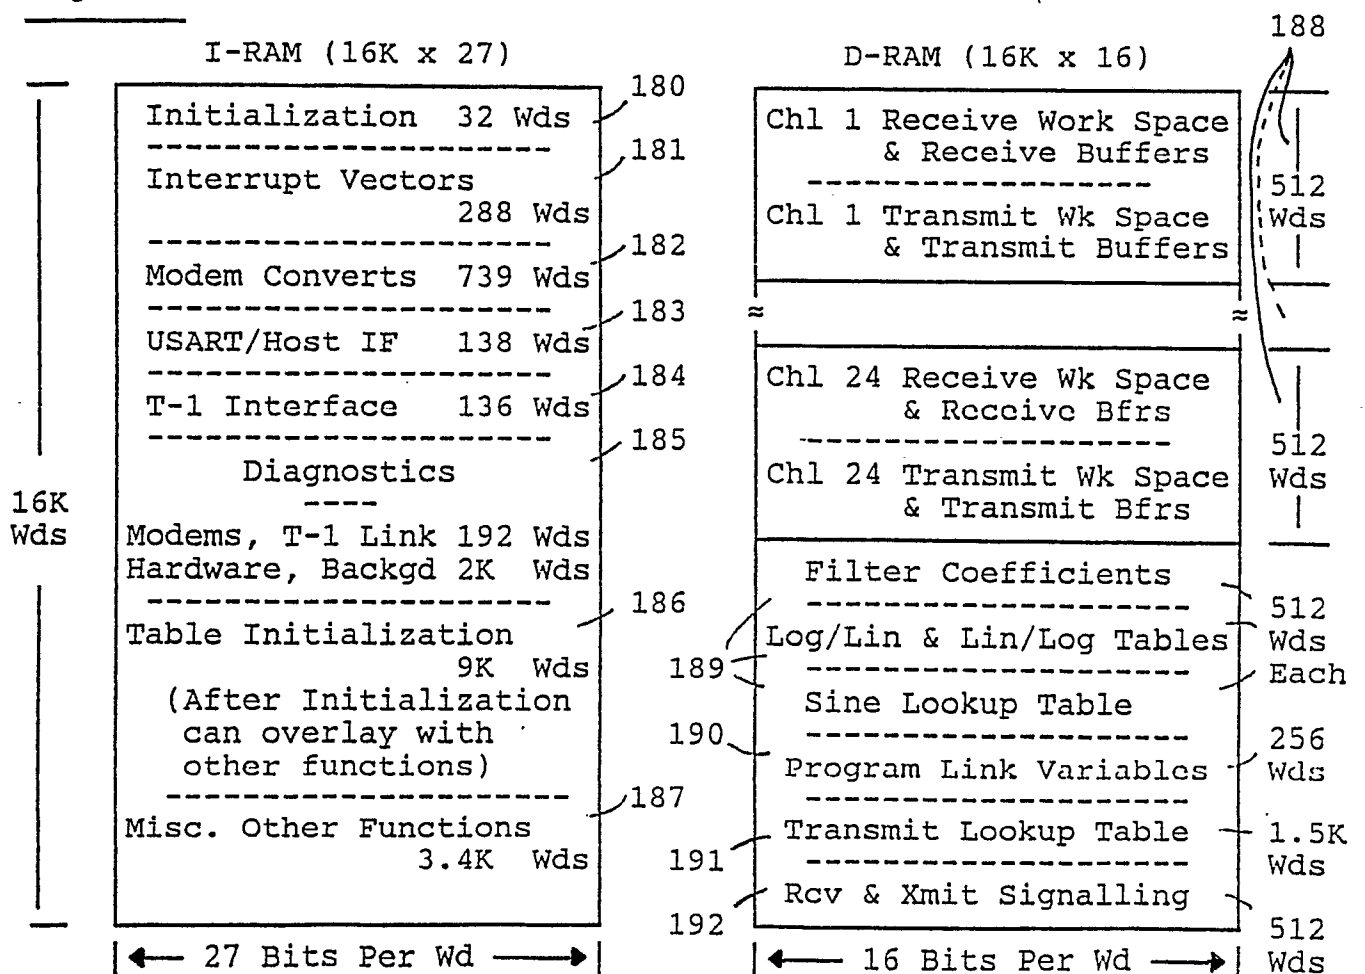 I-RAM (16K x 27)
Initialization 32 Wds
180
Interrupt Vectors
181
288 Wds
182
Modem Converts 739 Wds
183
USART/Host IF 138 Wds
184
T-1 Interface 136 Wds
185
Diagnostics
Modems, T-1 Link 192 Wds
Hardware, Backgd 2K Wds
186
Table Initialization
9K Wds
(After Initialization
can overlay with
other functions)
187
Misc. Other Functions
3.4K Wds
16K
Wds
27 Bits Per Wd
D-RAM (16K x 16)
188
Chl 1 Receive Work Space
& Receive Buffers
Chl 1 Transmit Wk Space
& Transmit Buffers
512
Wds
≈ ≈
Chl 24 Receive Wk Space
& Receive Bfrs
Chl 24 Transmit Wk Space
& Transmit Bfrs
512
Wds
Filter Coefficients
Log/Lin & Lin/Log Tables
Sine Lookup Table
189
512
Wds
Each
190
Program Link Variables
256
Wds
191
Transmit Lookup Table
1.5K
Wds
192
Rcv & Xmit Signalling
512
Wds
16 Bits Per Wd